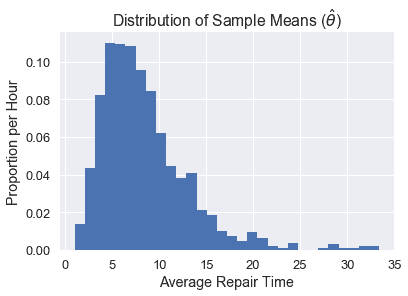 Distribution of Sample Means (θ̂)
Proportion per Hour
0.10
0.08
0.06
0.04
0.02
0.00
0 5 10 15 20 25 30 35
Average Repair Time